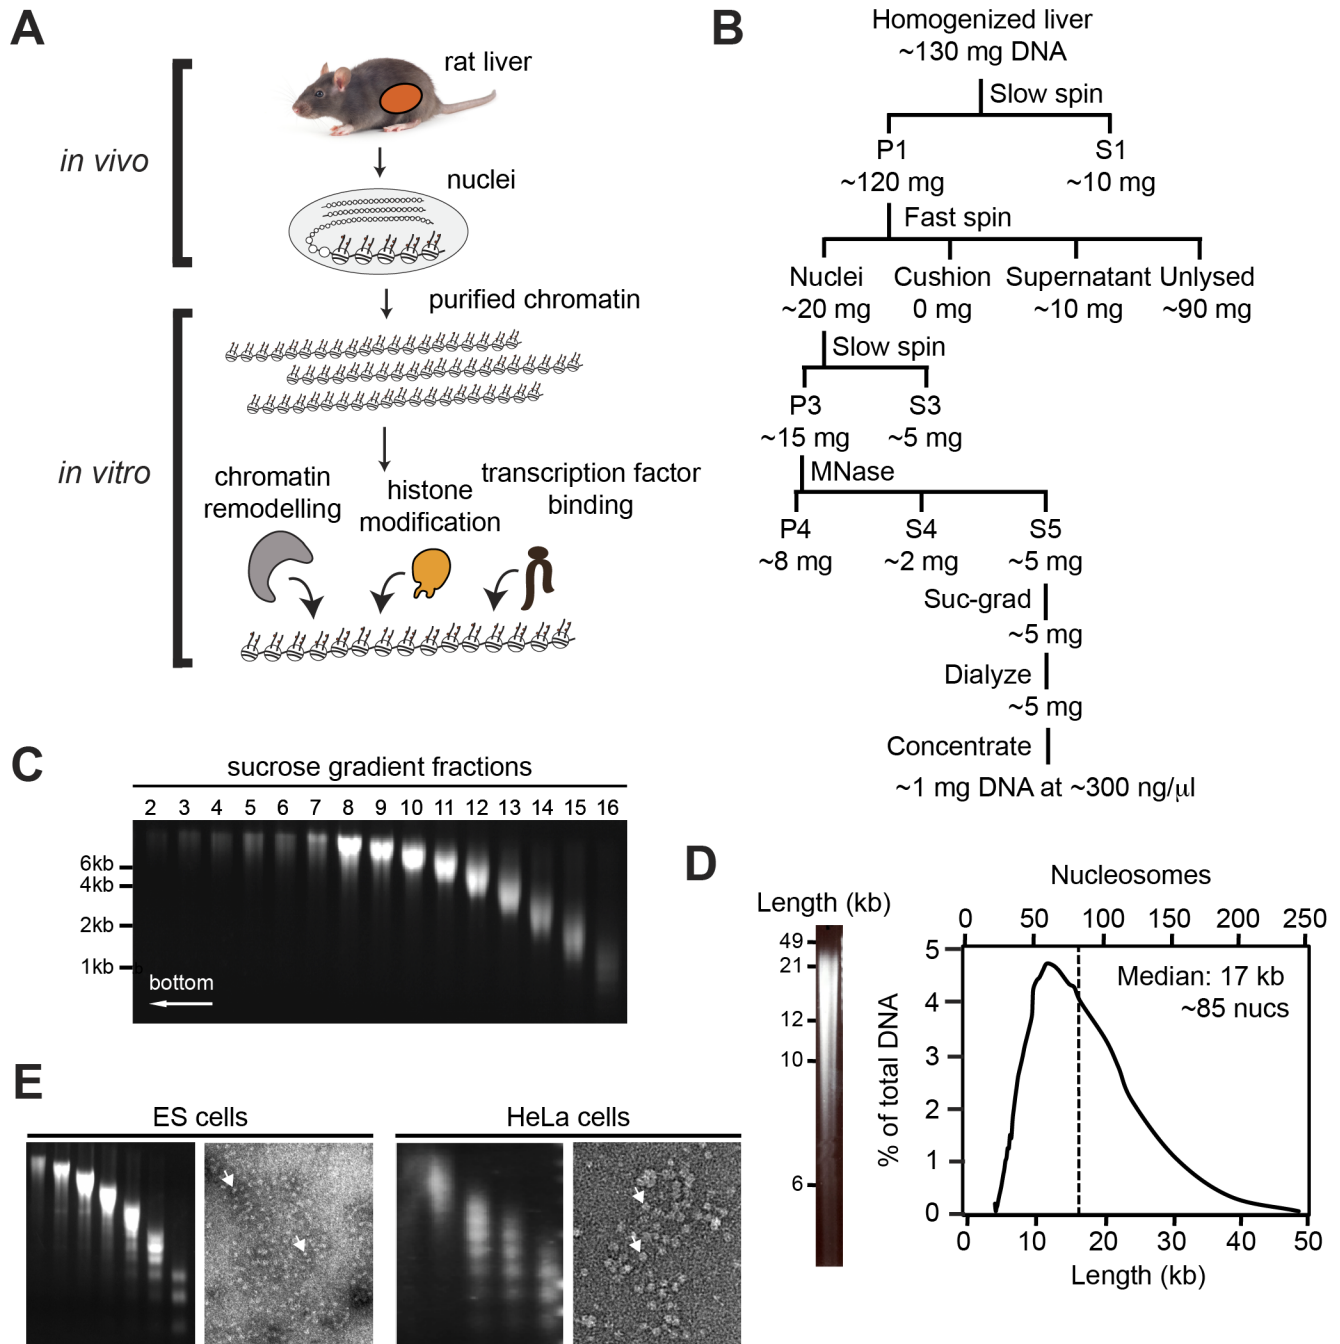 A
in vivo
rat liver
nuclei
purified chromatin
in vitro
chromatin
remodelling
histone
modification
transcription factor
binding
B
Homogenized liver
~130 mg DNA
Slow spin
P1
S1
~120 mg
~10 mg
Fast spin
Nuclei
Cushion
Supernatant
Unlysed
~20 mg
0 mg
~10 mg
~90 mg
Slow spin
P3
S3
~15 mg
~5 mg
MNase
P4
S4
S5
~8 mg
~2 mg
~5 mg
Suc-grad
~5 mg
Dialyze
~5 mg
Concentrate
~1 mg DNA at ~300 ng/µl
C
sucrose gradient fractions
2 3 4 5 6 7 8 9 10 11 12 13 14 15 16
6kb
4kb
2kb
1kb
bottom
D
Length (kb)
49
21
12
10
6
Nucleosomes
0 50 100 150 200 250
% of total DNA
5
4
3
2
1
0
Median: 17 kb
~85 nucs
0 10 20 30 40 50
Length (kb)
E
ES cells
HeLa cells